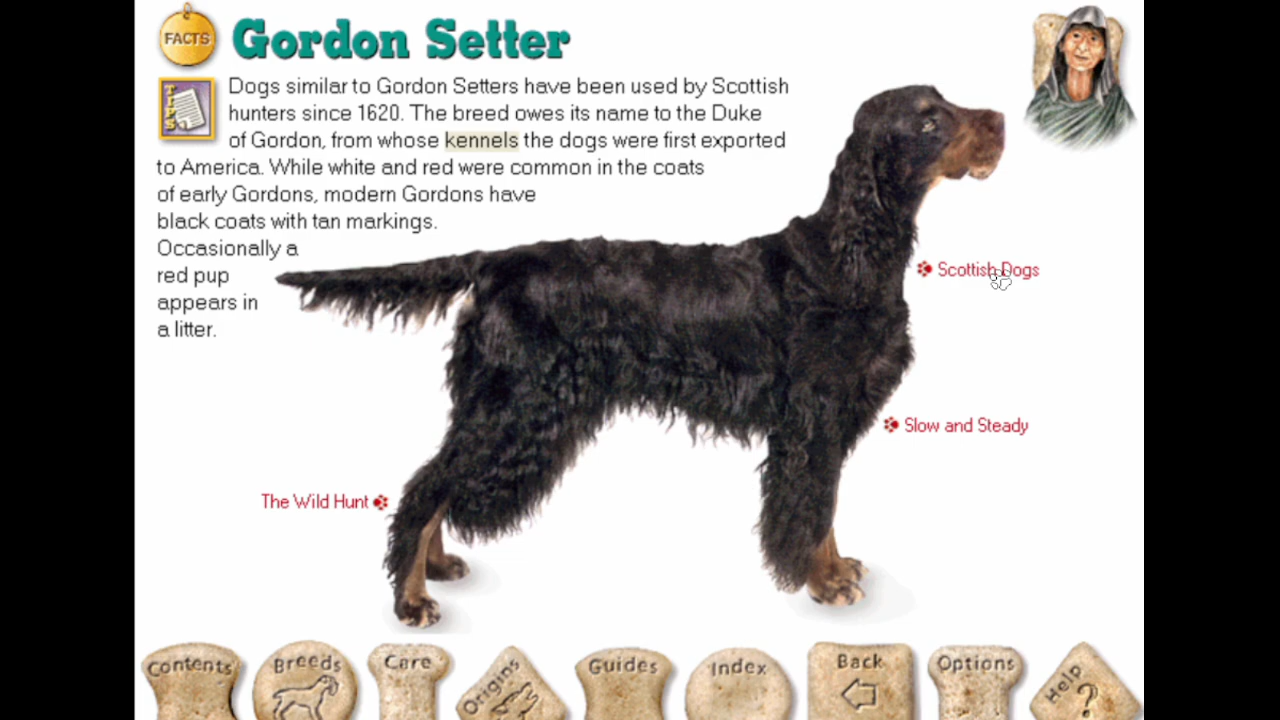 FACTS
Gordon Setter
TIPS
Dogs similar to Gordon Setters have been used by Scottish
hunters since 1620. The breed owes its name to the Duke
of Gordon, from whose kennels the dogs were first exported
to America. While white and red were common in the coats
of early Gordons, modern Gordons have
black coats with tan markings.
Occasionally a
red pup
appears in
a litter.
Scottish Dogs
Slow and Steady
The Wild Hunt
Contents
Breeds
Care
Origins
Guides
Index
Back
Options
Help
?